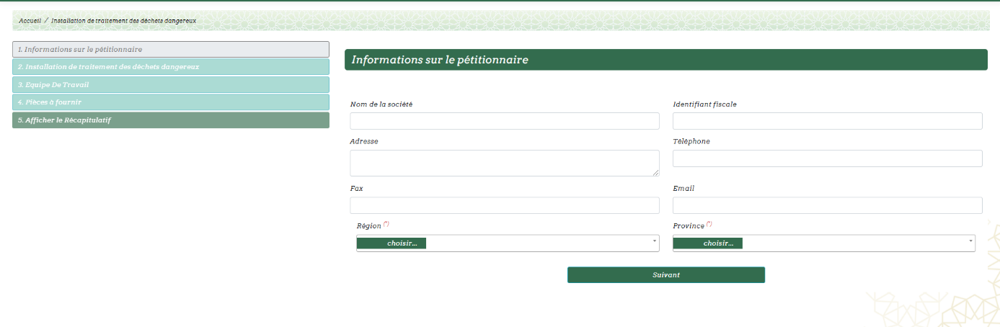 Accueil / Installation de traitement des déchets dangereux
1. Informations sur le pétitionnaire
2. Installation de traitement des déchets dangereux
3. Equipe De Travail
4. Pièces à fournir
5. Afficher le Récapitulatif
Informations sur le pétitionnaire
Nom de la société
Identifiant fiscale
Adresse
Téléphone
Fax
Email
Région (*)
Province (*)
choisir...
choisir...
Suivant